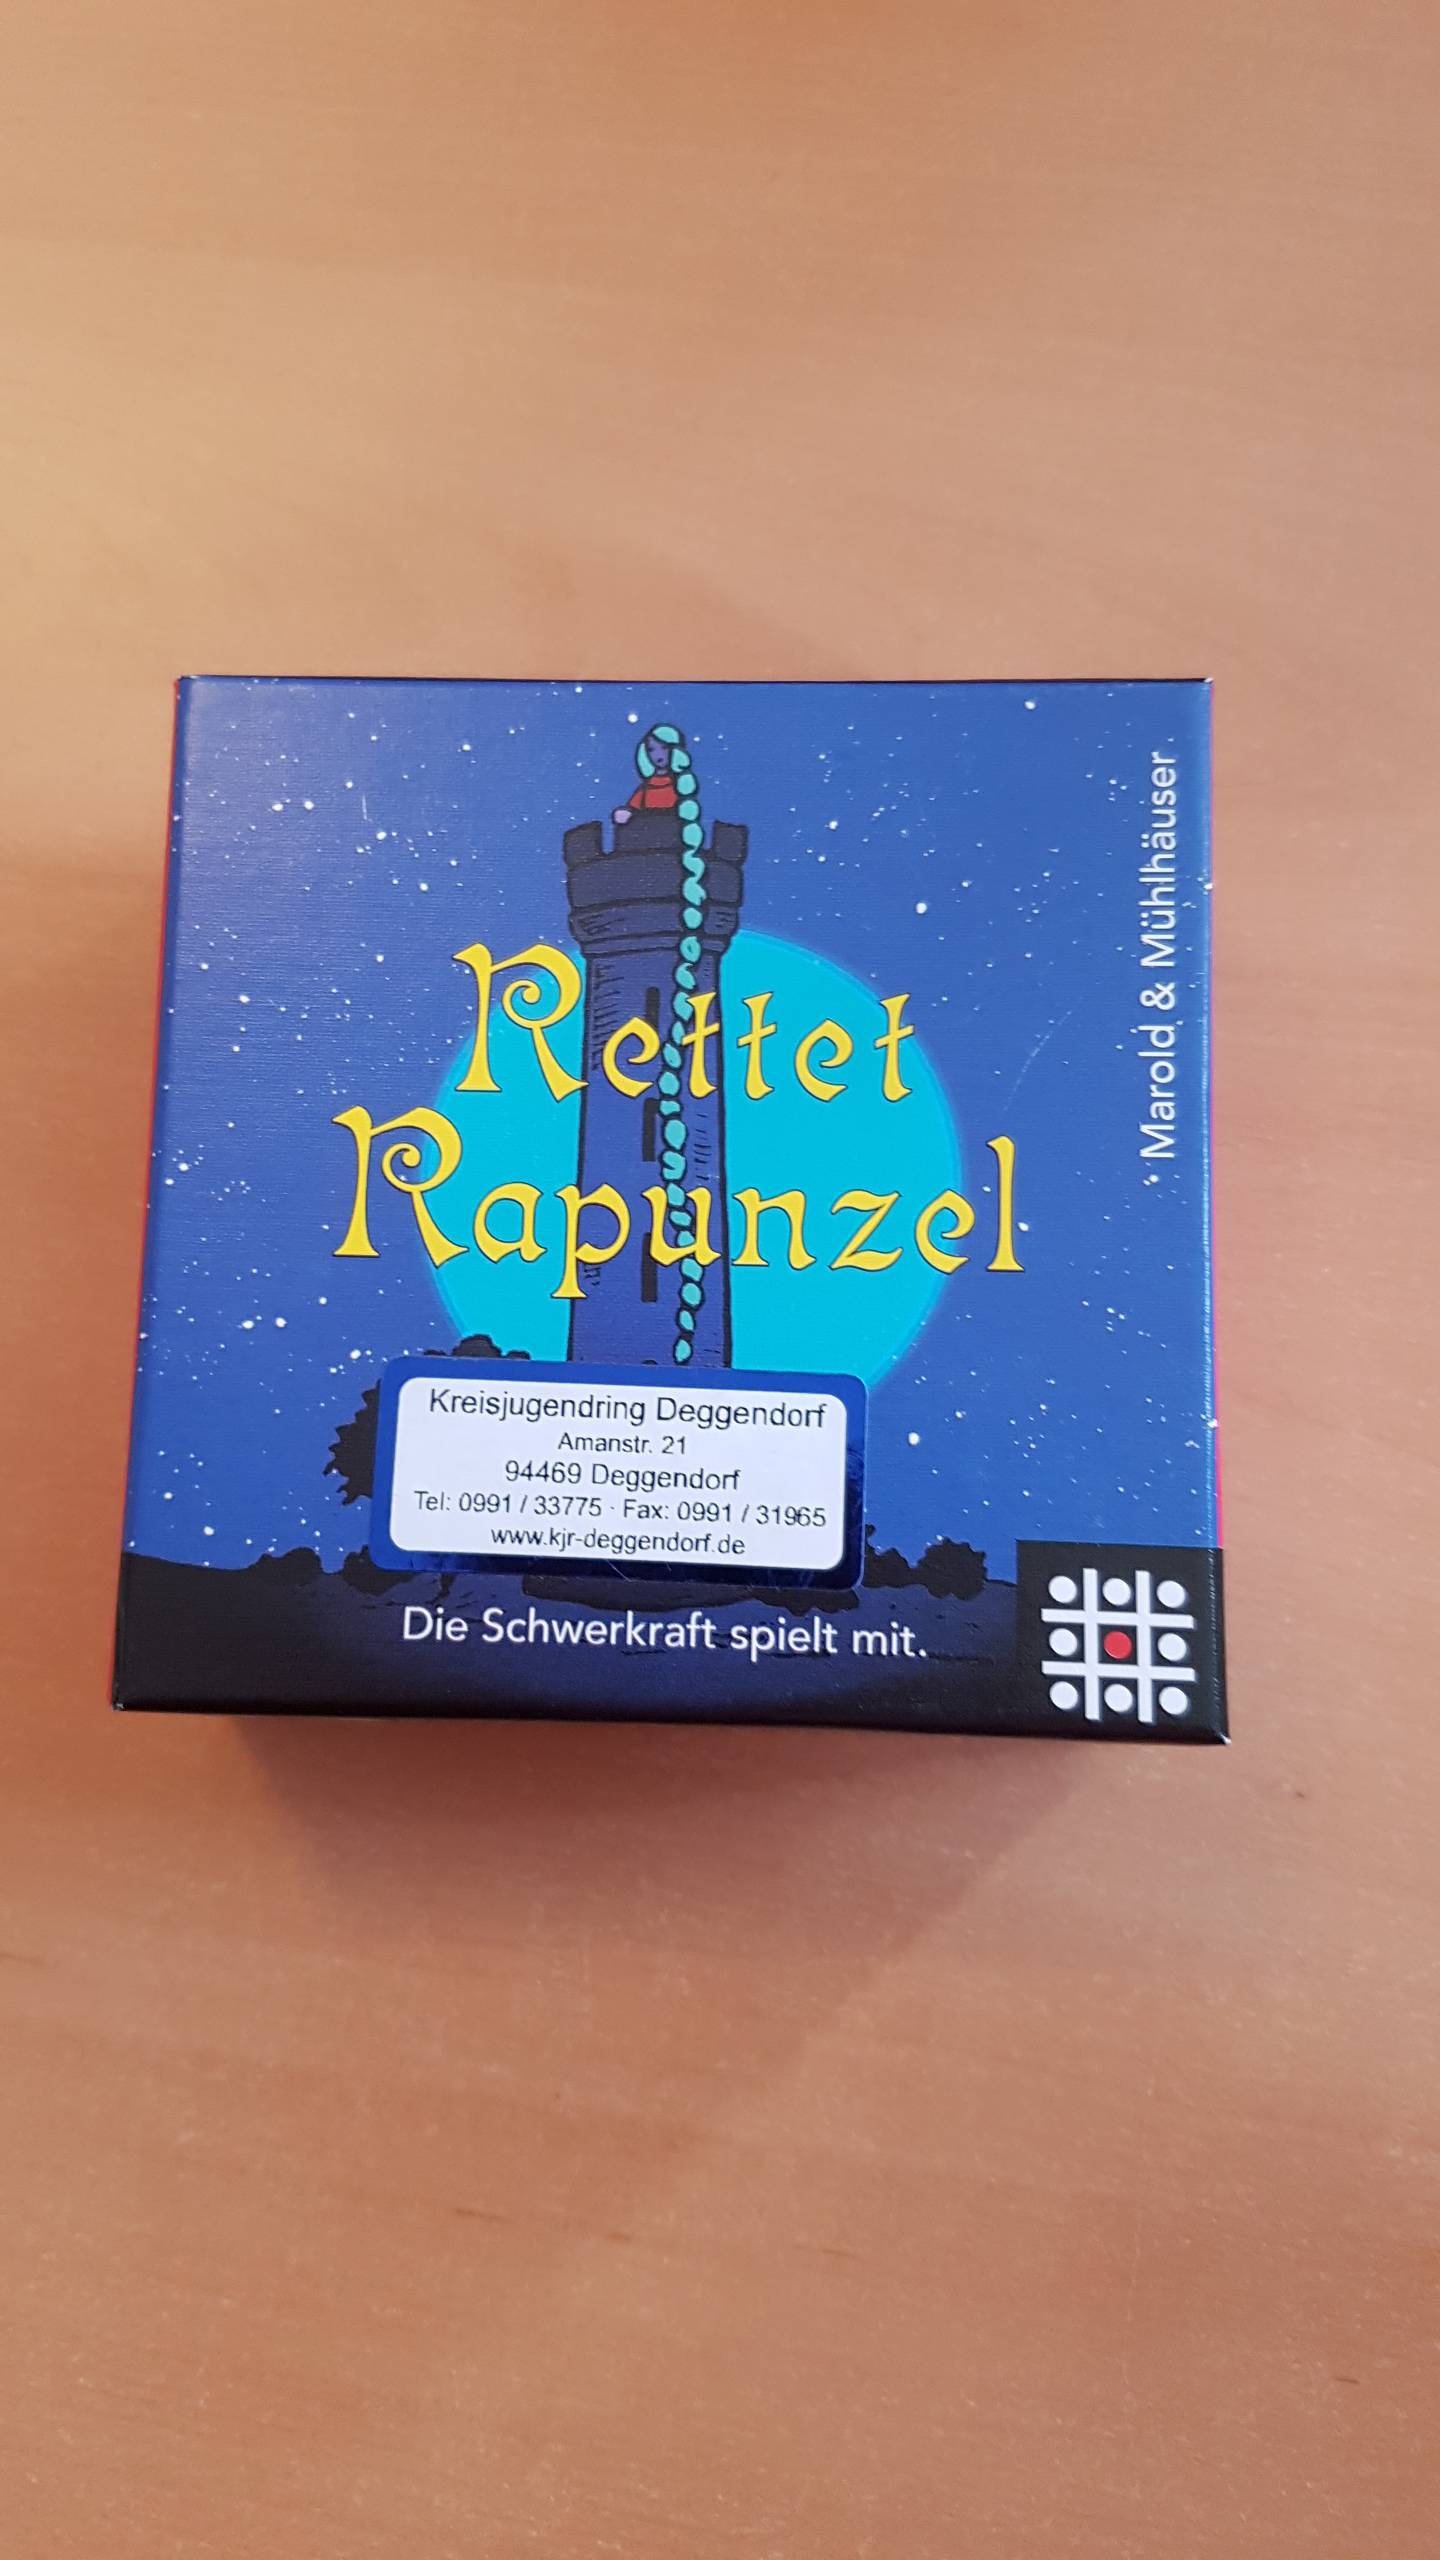 Marold & Mühlhäuser
Rettet
Rapunzel
Kreisjugendring Deggendorf
Amanstr. 21
94469 Deggendorf
Tel: 0991 / 33775 · Fax: 0991 / 31965
www.kjr-deggendorf.de
Die Schwerkraft spielt mit.